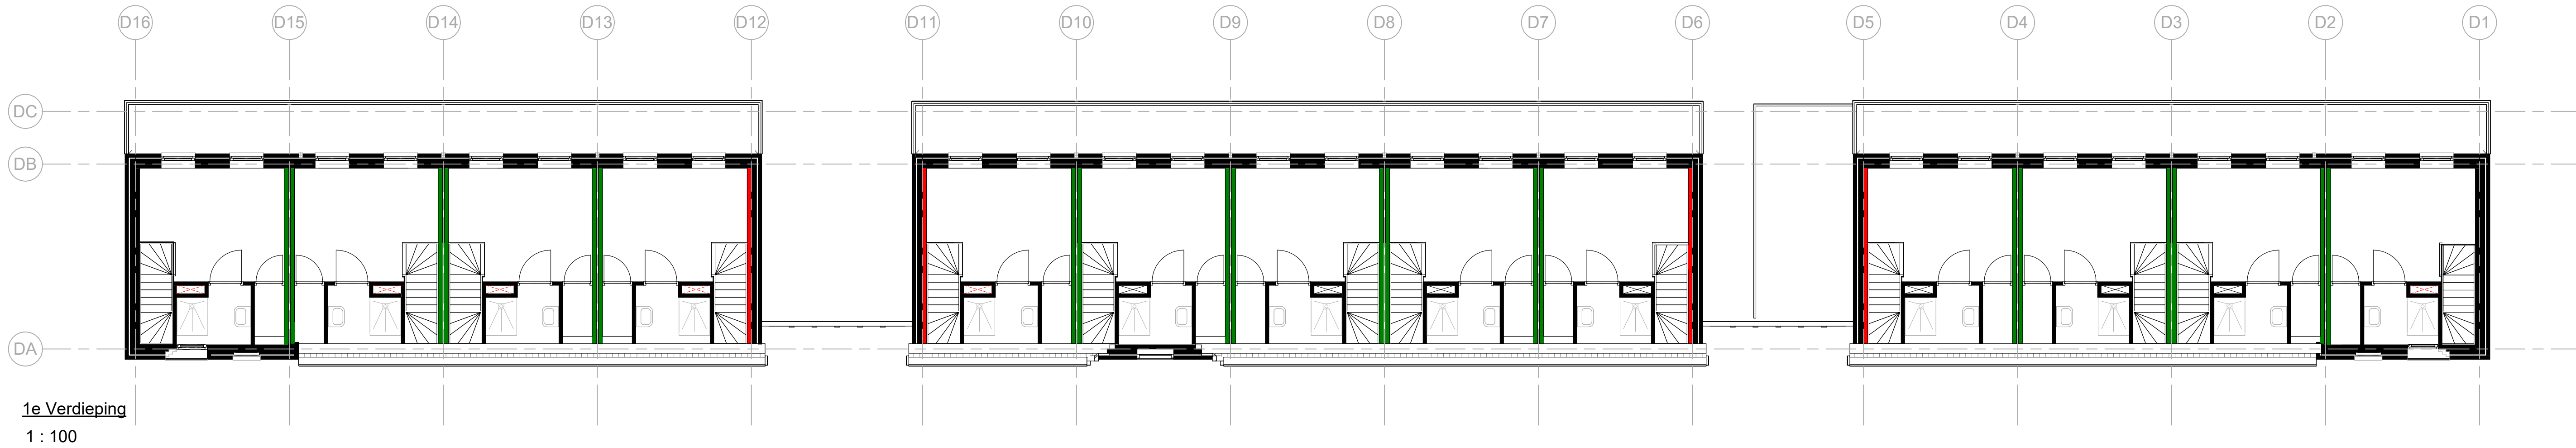 D16 D15 D14 D13 D12 D11 D10 D9 D8 D7 D6 D5 D4 D3 D2 D1
DC
DB
DA
1e Verdieping
1 : 100